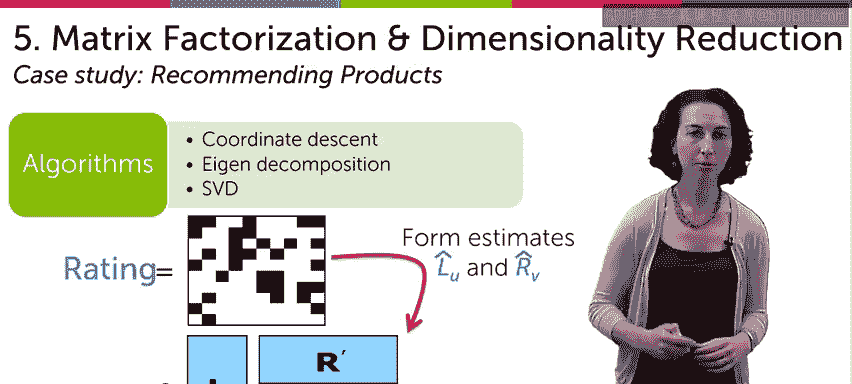 5. Matrix Factorization & Dimensionality Reduction
Case study: Recommending Products
Algorithms
• Coordinate descent
• Eigen decomposition
• SVD
Rating=
Form estimates
L̂u and R̂v
R′